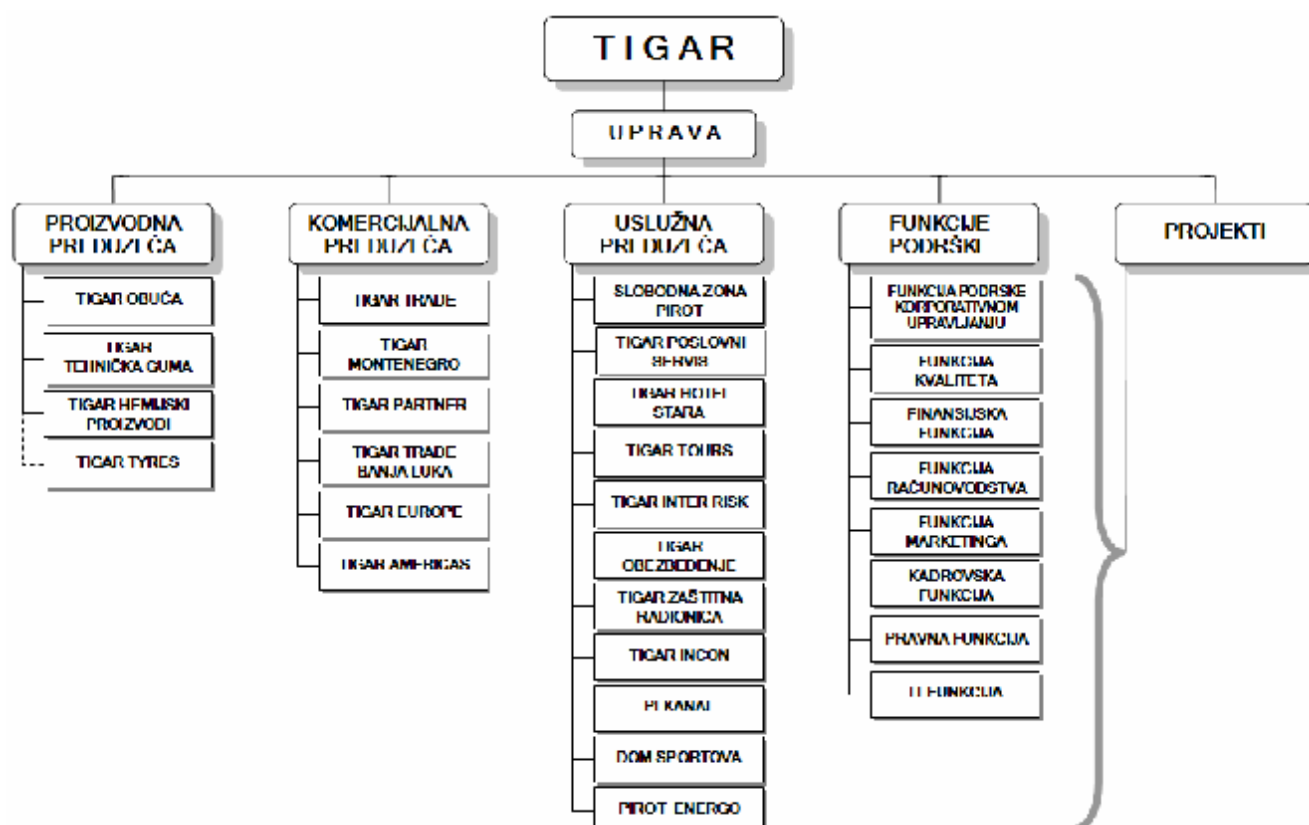 TIGAR
UPRAVA
PROIZVODNA
PREDUZEĆA
TIGAR OBUĆA
TIGAR
TEHNIČKA GUMA
TIGAR HEMIJSKI
PROIZVODI
TIGAR TYRES
KOMERCIJALNA
PREDUZEĆA
TIGAR TRADE
TIGAR
MONTENEGRO
TIGAR PARTNER
TIGAR TRADE
BANJA LUKA
TIGAR EUROPE
TIGAR AMERICAS
USLUŽNA
PREDUZEĆA
SLOBODNA ZONA
PIROT
TIGAR POSLOVNI
SERVIS
TIGAR HOTEL
STARA
TIGAR TOURS
TIGAR INTER RISK
TIGAR
OBEZBEĐENJE
TIGAR ZAŠTITNA
RADIONICA
TIGAR INCON
PI KANAL
DOM SPORTOVA
PIROT ENERGO
FUNKCIJE
PODRŠKI
FUNKCIJA PODRSKE
KORPORATIVNOM
UPRAVLJANJU
FUNKCIJA
KVALITETA
FINANSIJSKA
FUNKCIJA
FUNKCIJA
RAČUNOVODSTVA
FUNKCIJA
MARKETINGA
KADROVSKA
FUNKCIJA
PRAVNA FUNKCIJA
IT FUNKCIJA
PROJEKTI